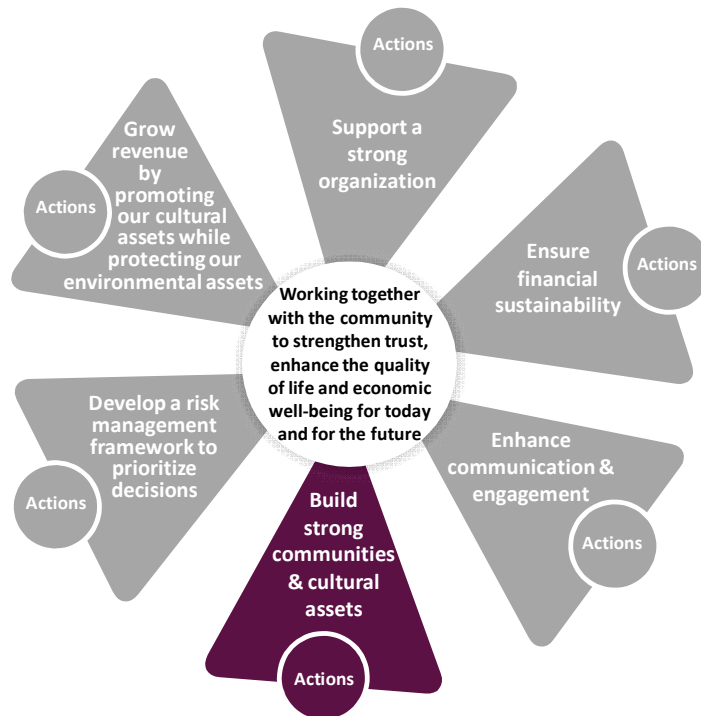 Actions
Support a
strong
organization
Actions
Ensure
financial
sustainability
Enhance
communication &
engagement
Actions
Build
strong
communities
& cultural
assets
Actions
Develop a risk
management
framework to
prioritize
decisions
Actions
Grow
revenue
by
promoting
our cultural
assets while
protecting our
environmental assets
Actions
Working together
with the community
to strengthen trust,
enhance the quality
of life and economic
well-being for today
and for the future